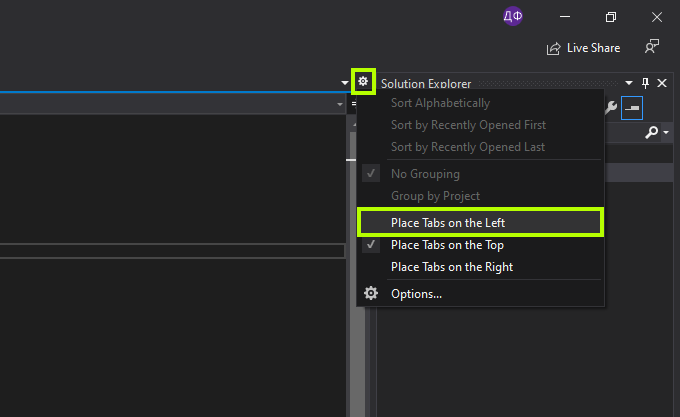 ДФ
Live Share
Solution Explorer
Sort Alphabetically
Sort by Recently Opened First
Sort by Recently Opened Last
No Grouping
Group by Project
Place Tabs on the Left
Place Tabs on the Top
Place Tabs on the Right
Options...